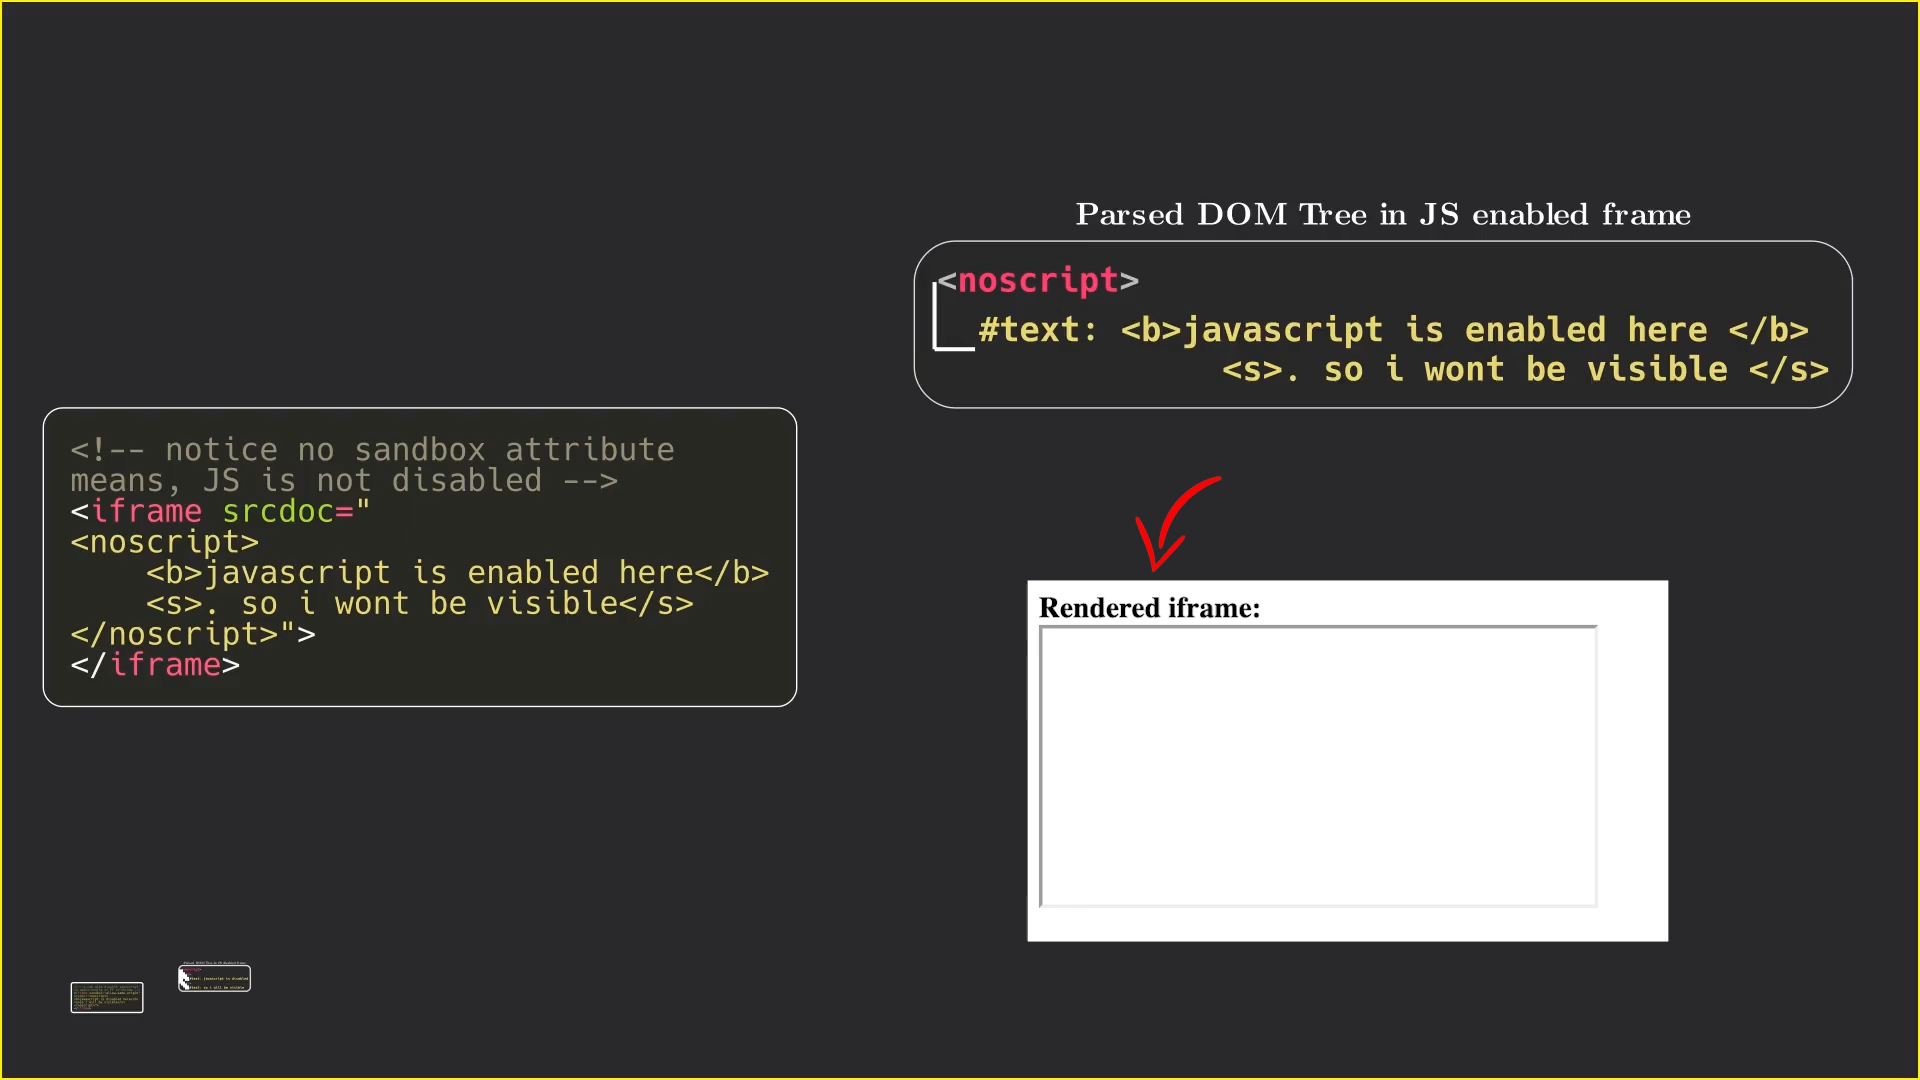 Parsed DOM Tree in JS enabled frame
<noscript>
#text: <b>javascript is enabled here </b>
<s>. so i wont be visible </s>
<!-- notice no sandbox attribute
means, JS is not disabled -->
<iframe srcdoc="
<noscript>
    <b>javascript is enabled here</b>
    <s>. so i wont be visible</s>
</noscript>">
</iframe>
Rendered iframe: